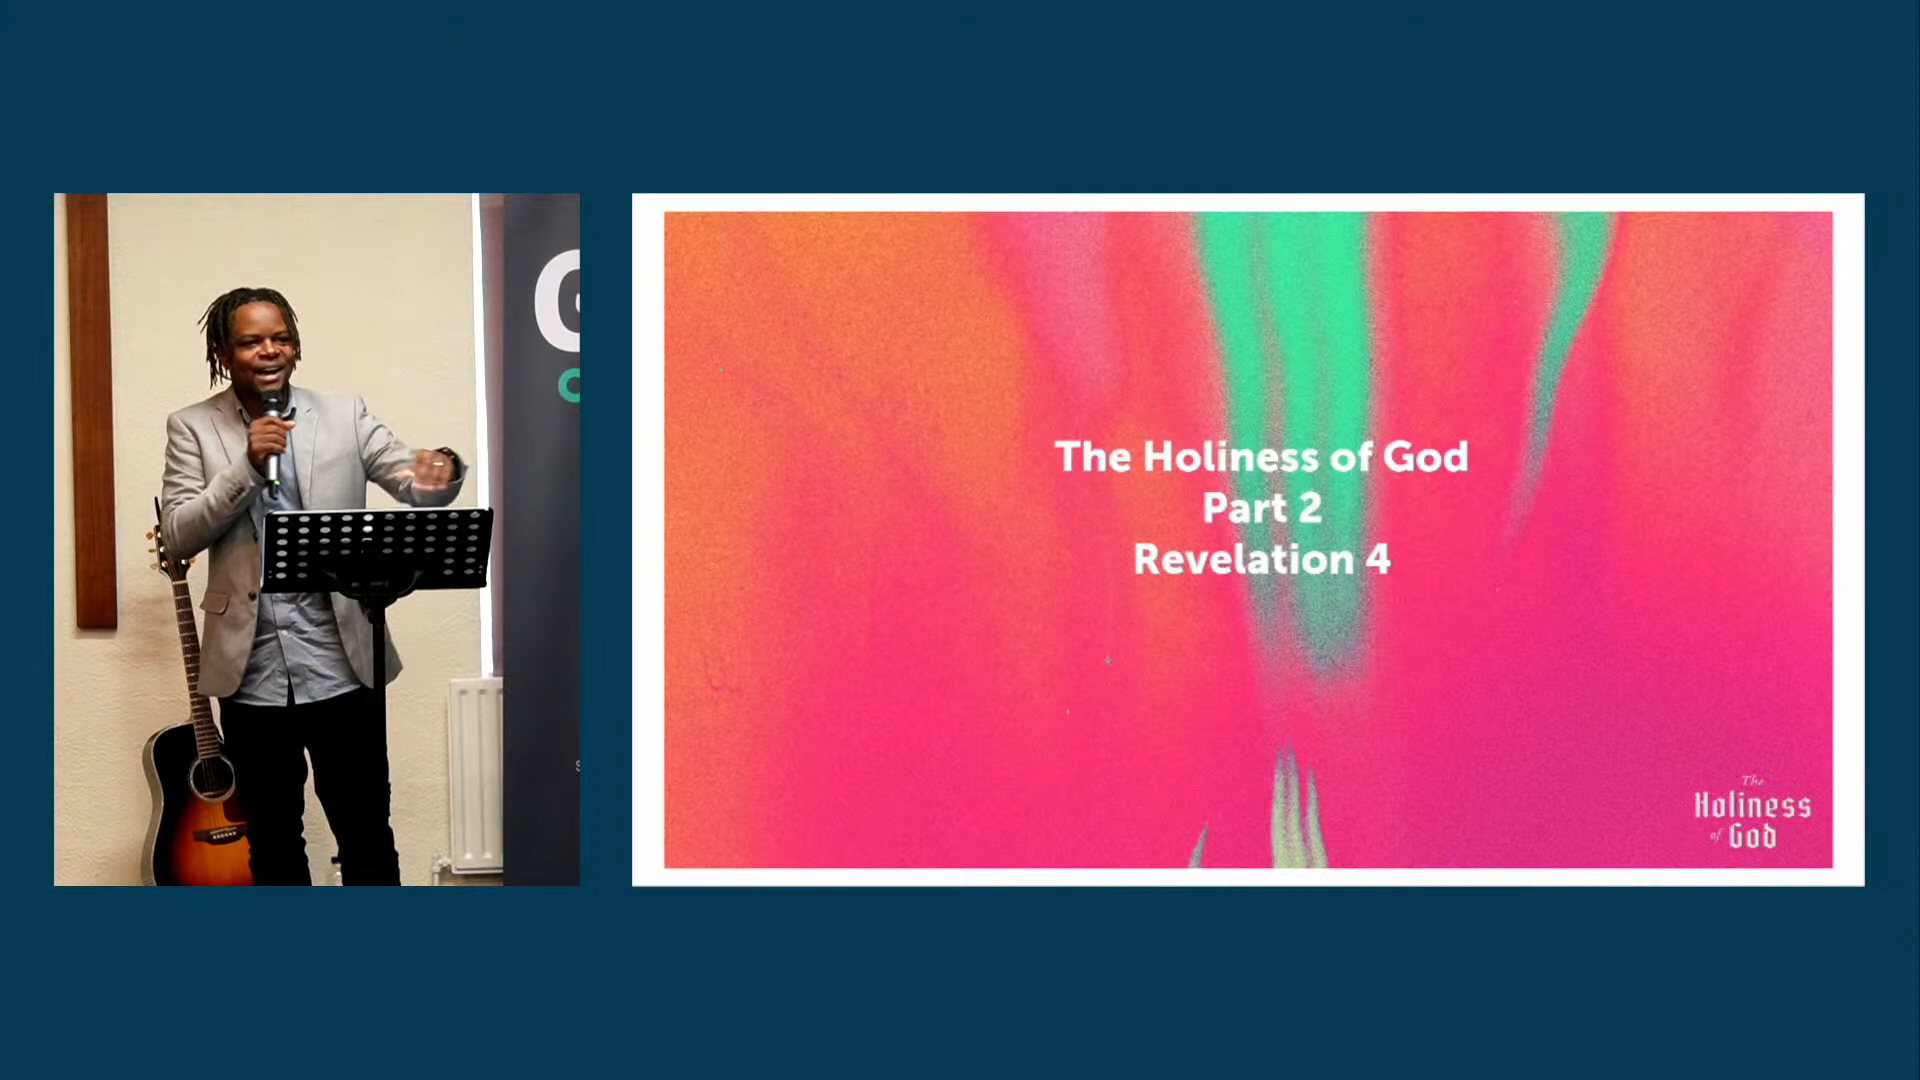 The Holiness of God
Part 2
Revelation 4
The
Holiness
of God